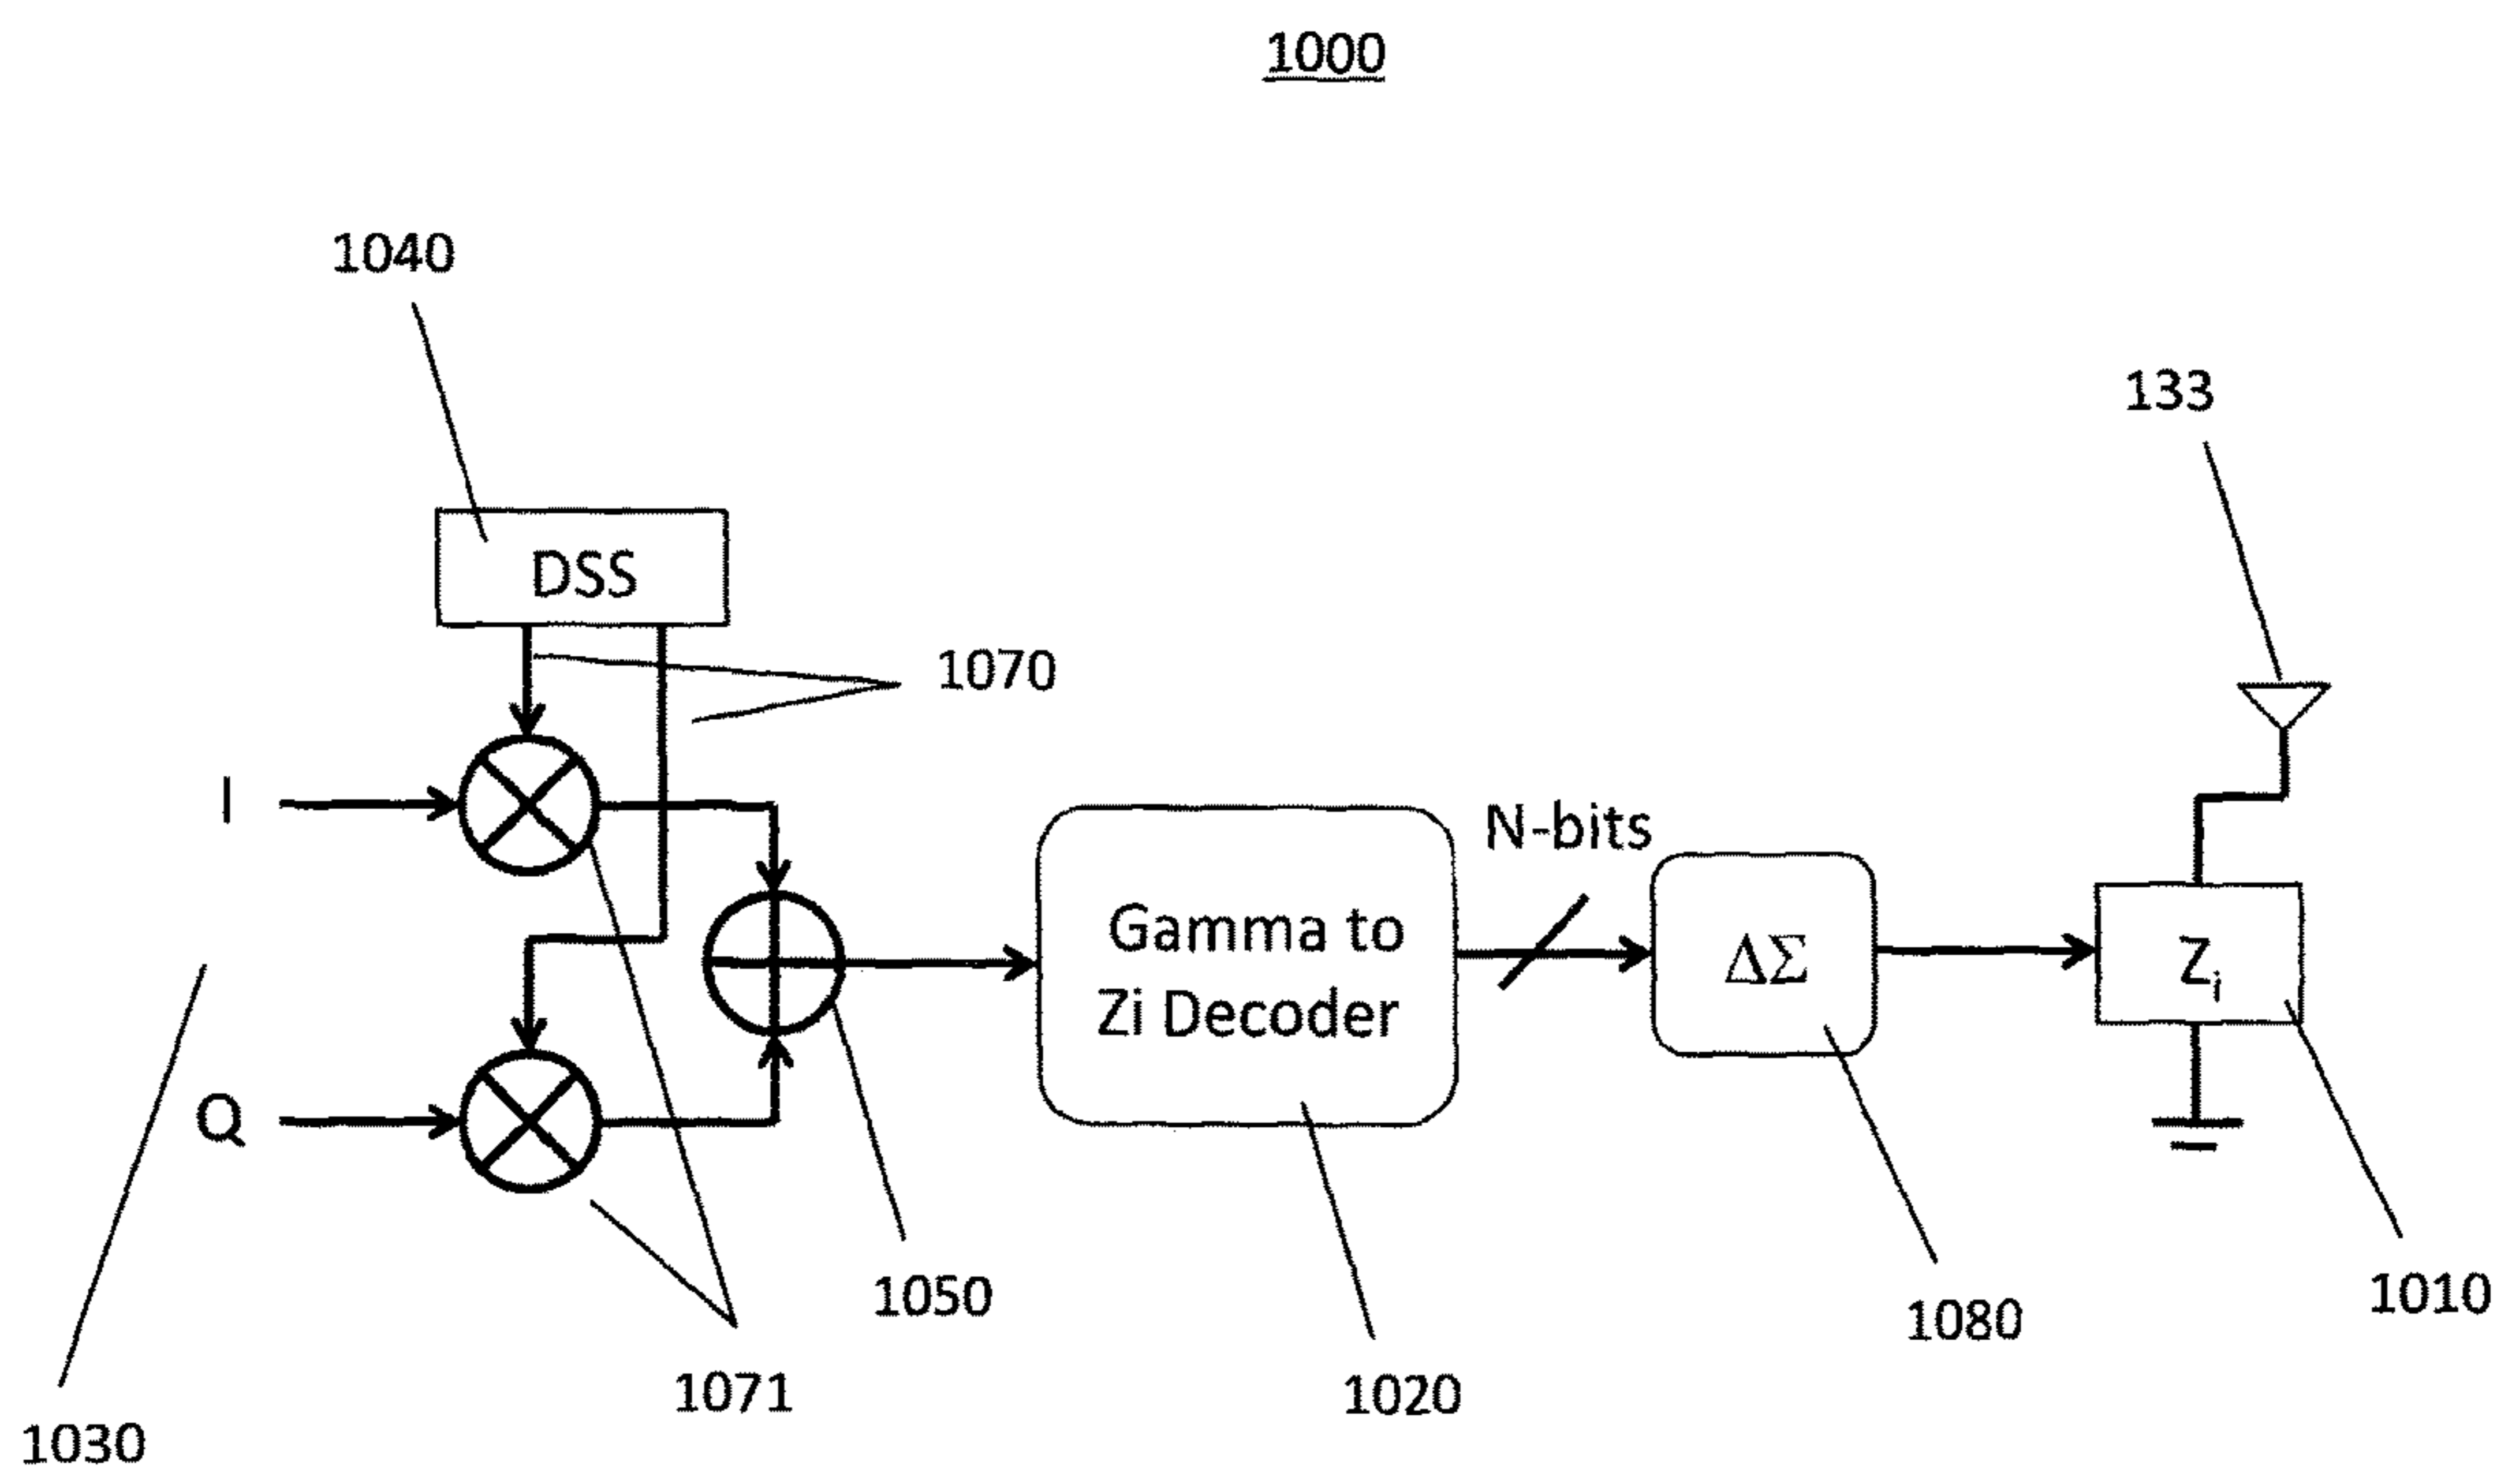 1000
1040
133
DSS
1070
I
N-bits
Gamma to
Zi Decoder
ΔΣ
Zi
Q
1050
1010
1080
1071
1020
1030